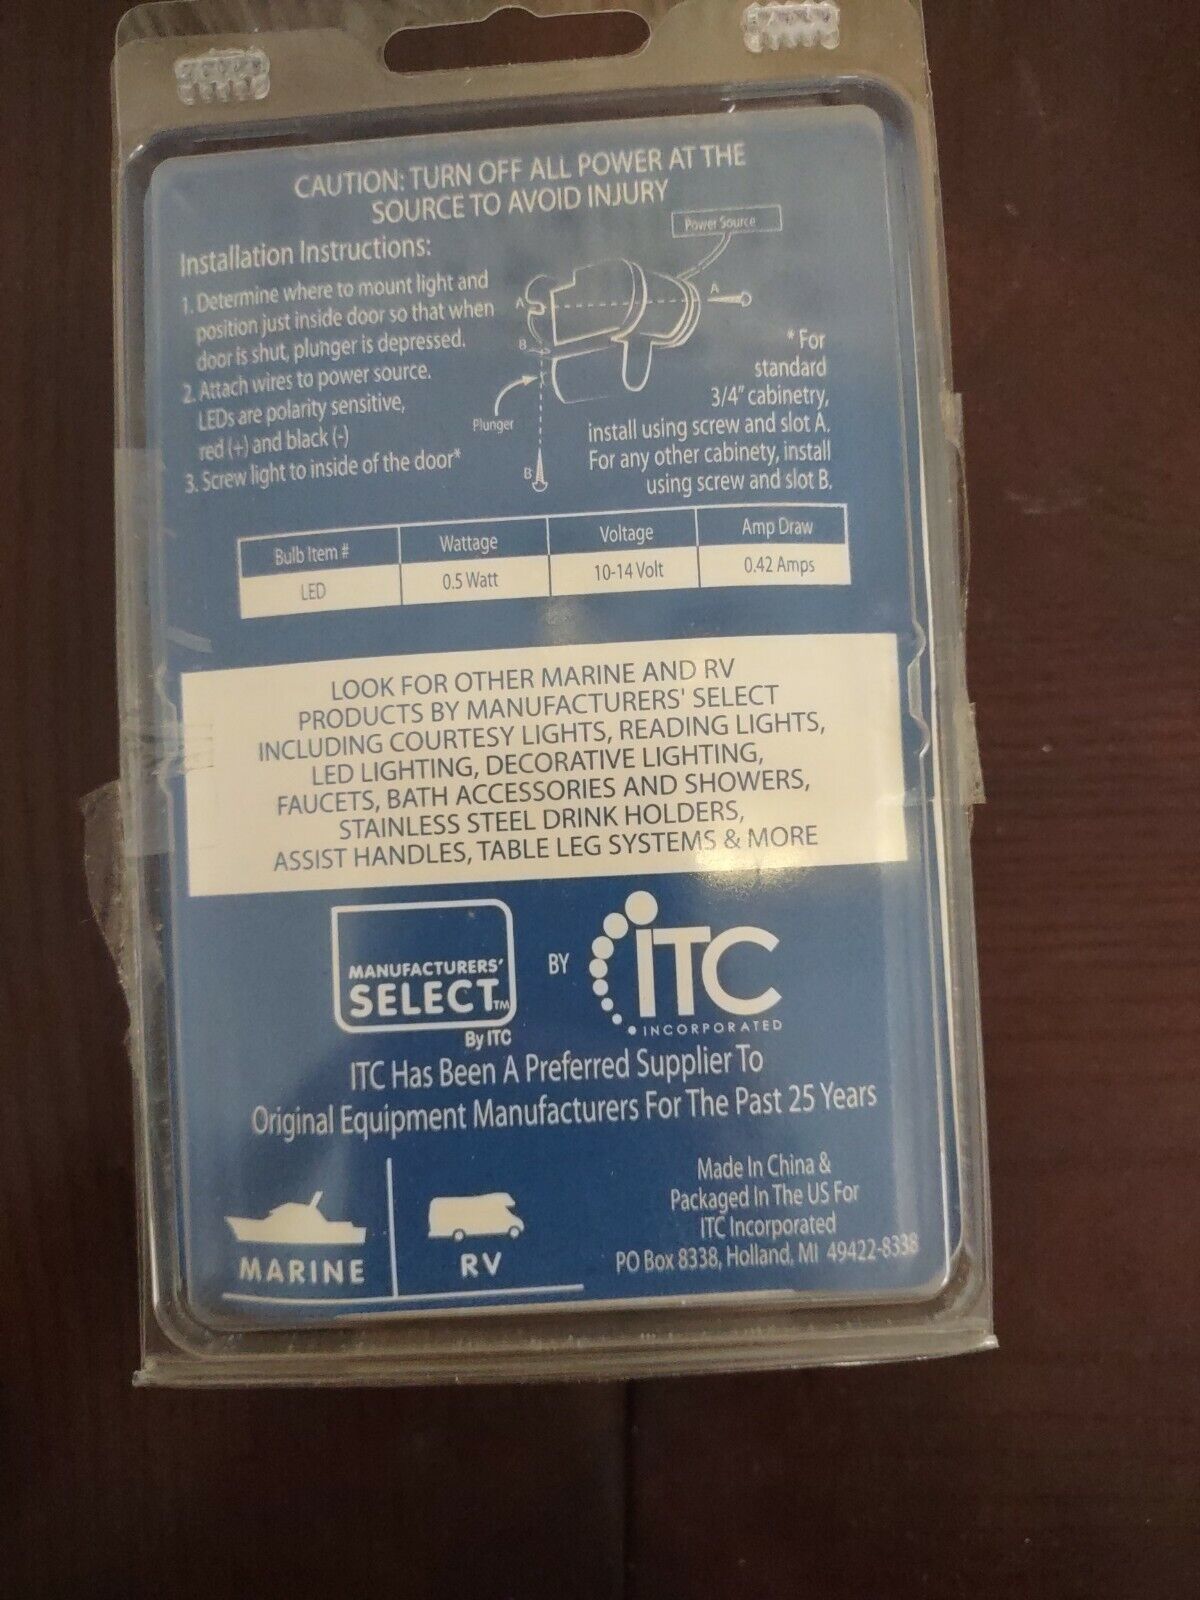 CAUTION: TURN OFF ALL POWER AT THE
SOURCE TO AVOID INJURY
Installation Instructions:
1. Determine where to mount light and
position just inside door so that when
door is shut, plunger is depressed.
2. Attach wires to power source.
LEDs are polarity sensitive,
red (+) and black (-)
3. Screw light to inside of the door*
Power Source
A
A
B
Plunger
B
* For
standard
3/4" cabinetry,
install using screw and slot A.
For any other cabinety, install
using screw and slot B.
Bulb Item # Wattage Voltage Amp Draw
LED 0.5 Watt 10-14 Volt 0.42 Amps
LOOK FOR OTHER MARINE AND RV
PRODUCTS BY MANUFACTURERS' SELECT
INCLUDING COURTESY LIGHTS, READING LIGHTS,
LED LIGHTING, DECORATIVE LIGHTING,
FAUCETS, BATH ACCESSORIES AND SHOWERS,
STAINLESS STEEL DRINK HOLDERS,
ASSIST HANDLES, TABLE LEG SYSTEMS & MORE
MANUFACTURERS'
SELECT TM
By ITC
BY
ITC
INCORPORATED
ITC Has Been A Preferred Supplier To
Original Equipment Manufacturers For The Past 25 Years
MARINE
RV
Made In China &
Packaged In The US For
ITC Incorporated
PO Box 8338, Holland, MI 49422-8338